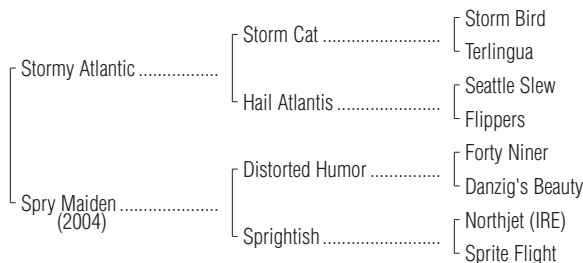 Storm Bird
Storm Cat ..............................
Terlingua
Stormy Atlantic ....................
Seattle Slew
Hail Atlantis ..........................
Flippers
Forty Niner
Distorted Humor ..................
Danzig's Beauty
Spry Maiden .........................
(2004)
Northjet (IRE)
Sprightish ..............................
Sprite Flight